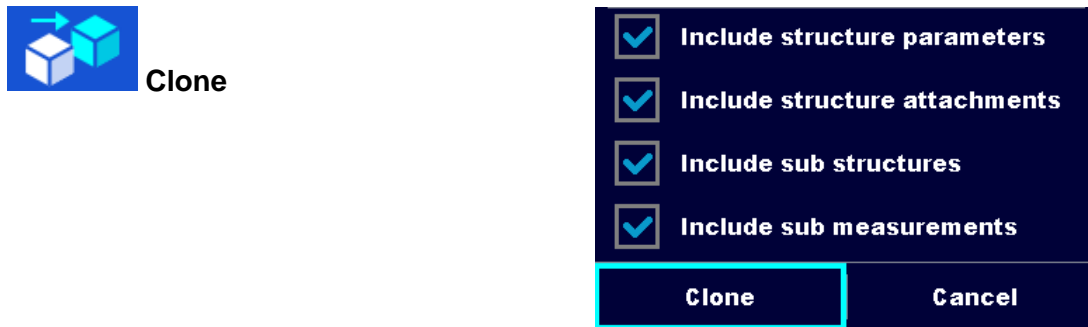 Clone
Include structure parameters
Include structure attachments
Include sub structures
Include sub measurements
Clone
Cancel